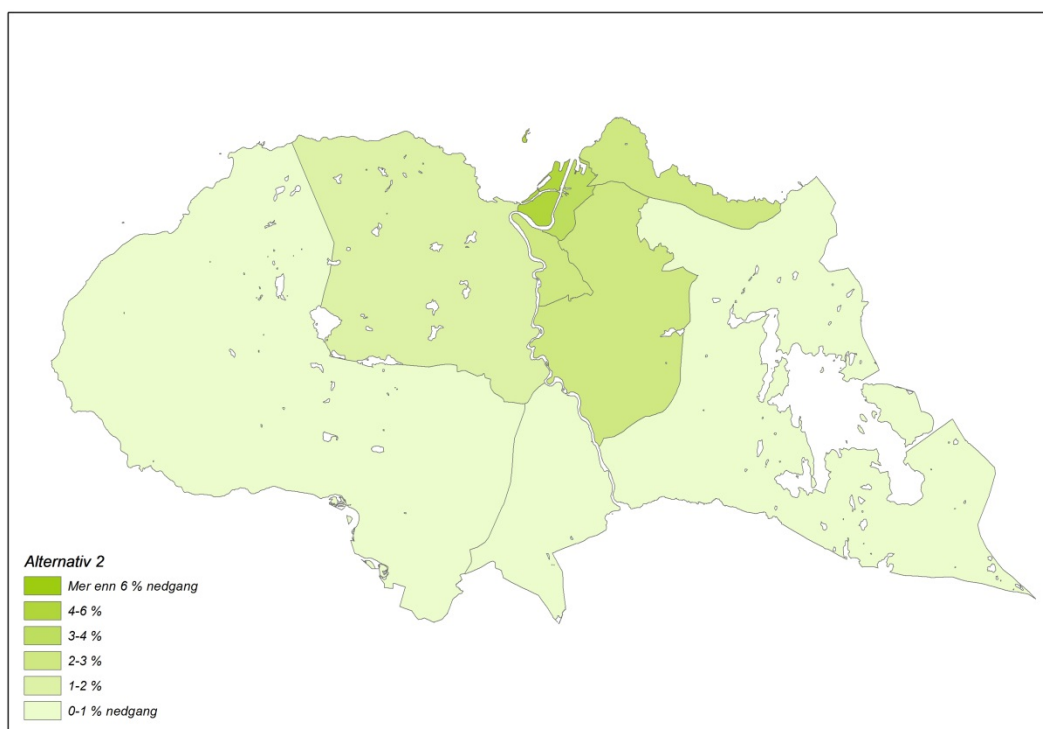 Alternativ 2
Mer enn 6 % nedgang
4-6 %
3-4 %
2-3 %
1-2 %
0-1 % nedgang